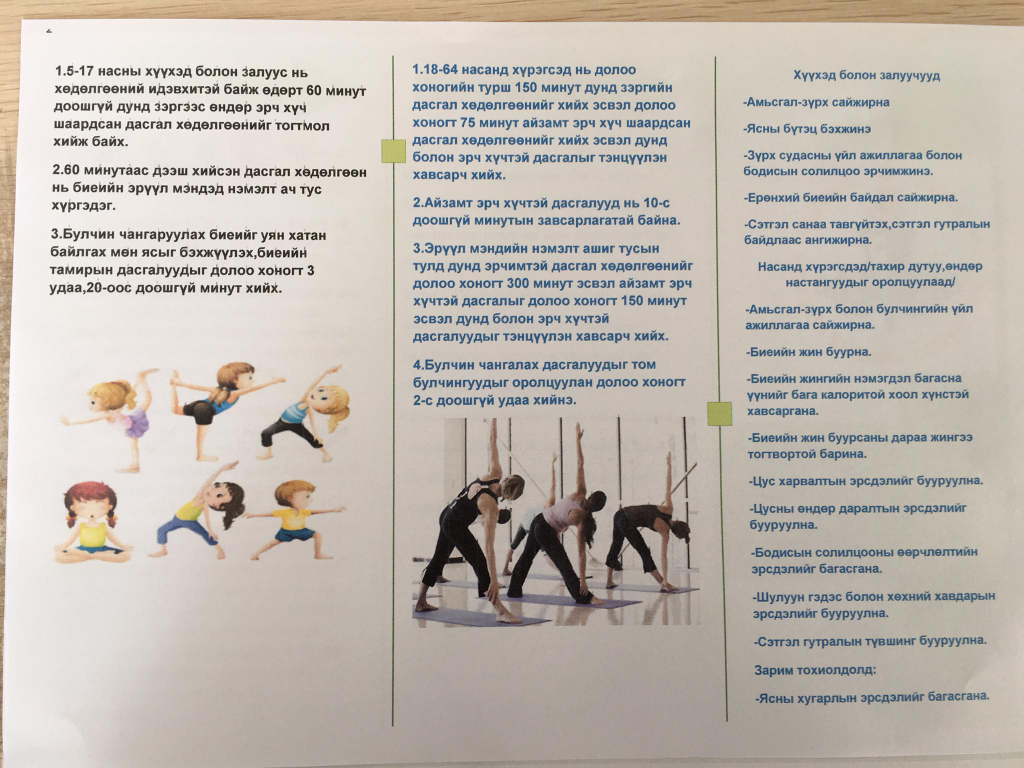 1.5-17 насны хүүхэд болон залуус нь
хөдөлгөөний идэвхитэй байж өдөрт 60 минут
доошгүй дунд зэргээс өндөр эрч хүч
шаардсан дасгал хөдөлгөөнийг тогтмол
хийж байх.
2.60 минутаас дээш хийсэн дасгал хөдөлгөөн
нь биеийн эрүүл мэндэд нэмэлт ач тус
хүргэдэг.
3.Булчин чангаруулах биеийг уян хатан
байлгах мөн ясыг бэхжүүлэх,биеийн
тамирын дасгалуудыг долоо хоногт 3
удаа,20-оос доошгүй минут хийх.
1.18-64 насанд хүрэгсэд нь долоо
хоногийн турш 150 минут дунд зэргийн
дасгал хөдөлгөөнийг хийх эсвэл долоо
хоногт 75 минут айзамт эрч хүч шаардсан
дасгал хөдөлгөөнийг хийх эсвэл дунд
болон эрч хүчтэй дасгалыг тэнцүүлэн
хавсарч хийх.
2.Айзамт эрч хүчтэй дасгалууд нь 10-с
доошгүй минутын завсарлагатай байна.
3.Эрүүл мэндийн нэмэлт ашиг тусын
тулд дунд эрчимтэй дасгал хөдөлгөөнийг
долоо хоногт 300 минут эсвэл айзамт эрч
хүчтэй дасгалыг долоо хоногт 150 минут
эсвэл дунд болон эрч хүчтэй
дасгалуудыг тэнцүүлэн хавсарч хийх.
4.Булчин чангалах дасгалуудыг том
булчингуудыг оролцуулан долоо хоногт
2-с доошгүй удаа хийнэ.
Хүүхэд болон залуучууд
-Амьсгал-зүрх сайжирна
-Ясны бүтэц бэхжинэ
-Зүрх судасны үйл ажиллагаа болон
бодисын солилцоо эрчимжинэ.
-Ерөнхий биеийн байдал сайжирна.
-Сэтгэл санаа тавгүйтэх,сэтгэл гутралын
байдлаас ангижирна.
Насанд хүрэгсдэд/тахир дутуу,өндөр
настангуудыг оролцуулаад/
-Амьсгал-зүрх болон булчингийн үйл
ажиллагаа сайжирна.
-Биеийн жин буурна.
-Биеийн жингийн нэмэгдэл багасна
үүнийг бага калоритой хоол хүнстэй
хавсаргана.
-Биеийн жин буурсаны дараа жингээ
тогтвортой барина.
-Цус харвалтын эрсдэлийг бууруулна.
-Цусны өндөр даралтын эрсдэлийг
бууруулна.
-Бодисын солилцооны өөрчлөлтийн
эрсдэлийг багасгана.
-Шулуун гэдэс болон хөхний хавдарын
эрсдэлийг бууруулна.
-Сэтгэл гутралын түвшинг бууруулна.
Зарим тохиолдолд:
-Ясны хугарлын эрсдэлийг багасгана.